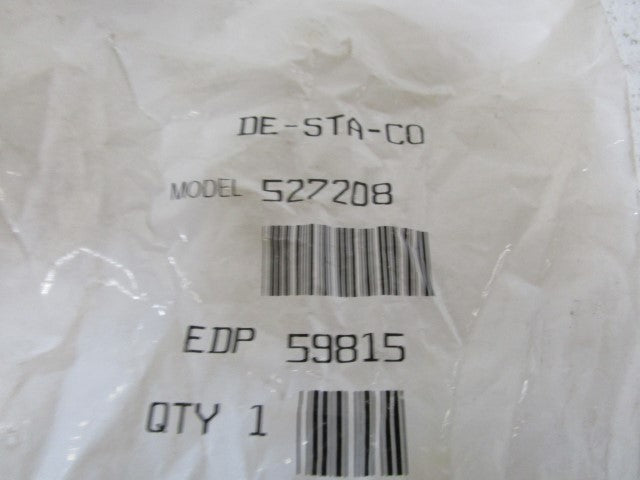 DE-STA-CO
MODEL 527208
EDP 59815
QTY 1